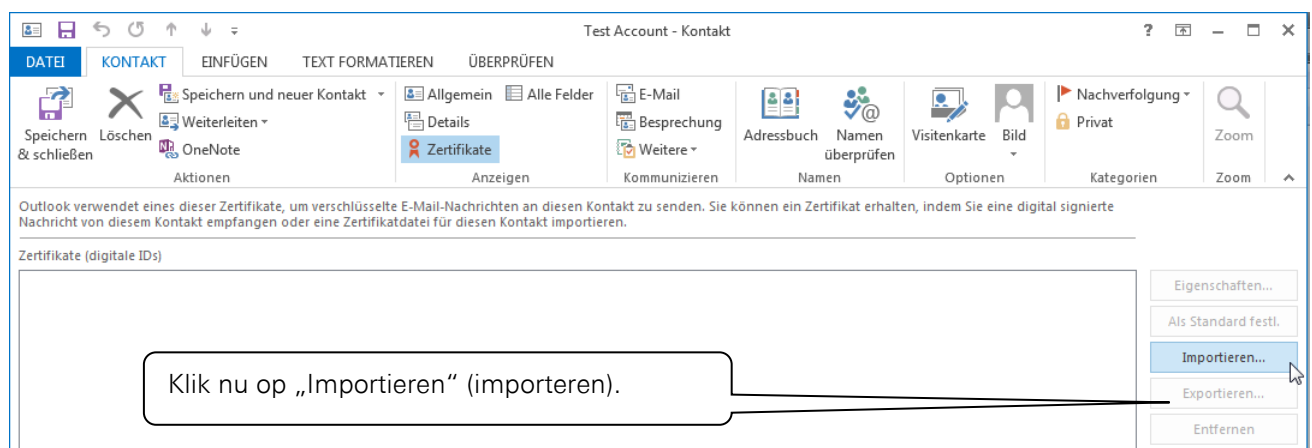 Test Account - Kontakt
?
DATEI KONTAKT EINFÜGEN TEXT FORMATIEREN ÜBERPRÜFEN
Speichern
& schließen
Löschen
Speichern und neuer Kontakt
Weiterleiten
OneNote
Aktionen
Allgemein Alle Felder
Details
Zertifikate
Anzeigen
E-Mail
Besprechung
Weitere
Kommunizieren
Adressbuch
Namen
überprüfen
Namen
Visitenkarte Bild
Optionen
Nachverfolgung
Privat
Kategorien
Zoom
Zoom
Outlook verwendet eines dieser Zertifikate, um verschlüsselte E-Mail-Nachrichten an diesen Kontakt zu senden. Sie können ein Zertifikat erhalten, indem Sie eine digital signierte
Nachricht von diesem Kontakt empfangen oder eine Zertifikatdatei für diesen Kontakt importieren.
Zertifikate (digitale IDs)
Eigenschaften...
Als Standard festl.
Importieren...
Exportieren...
Entfernen
Klik nu op „Importieren“ (importeren).